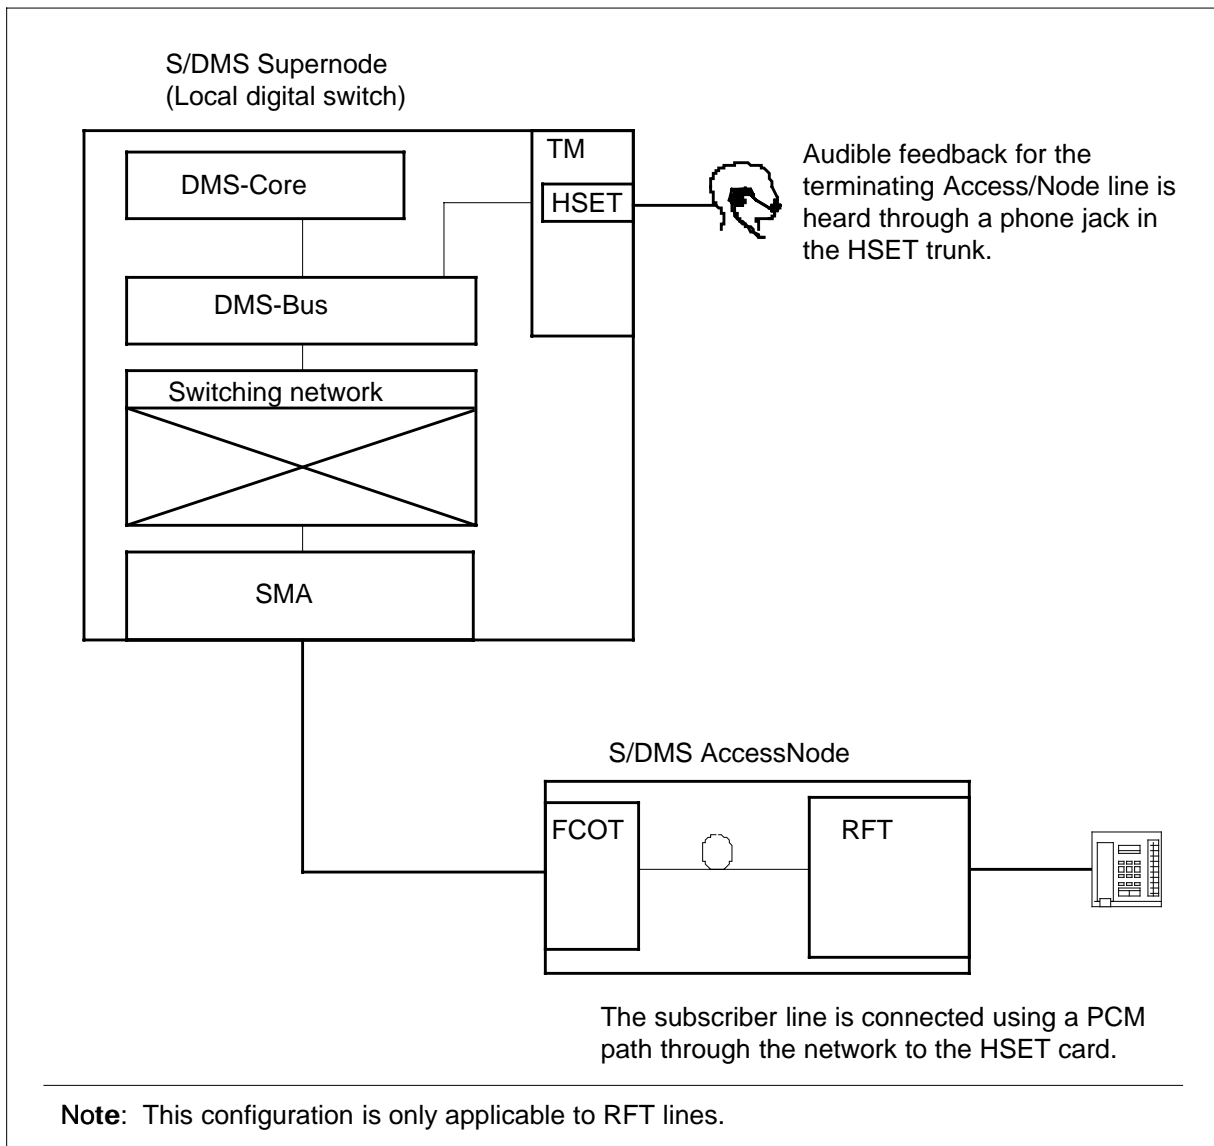 S/DMS Supernode
(Local digital switch)
TM
DMS-Core
HSET
Audible feedback for the
terminating Access/Node line is
heard through a phone jack in
the HSET trunk.
DMS-Bus
Switching network
SMA
S/DMS AccessNode
FCOT
RFT
The subscriber line is connected using a PCM
path through the network to the HSET card.
Note: This configuration is only applicable to RFT lines.